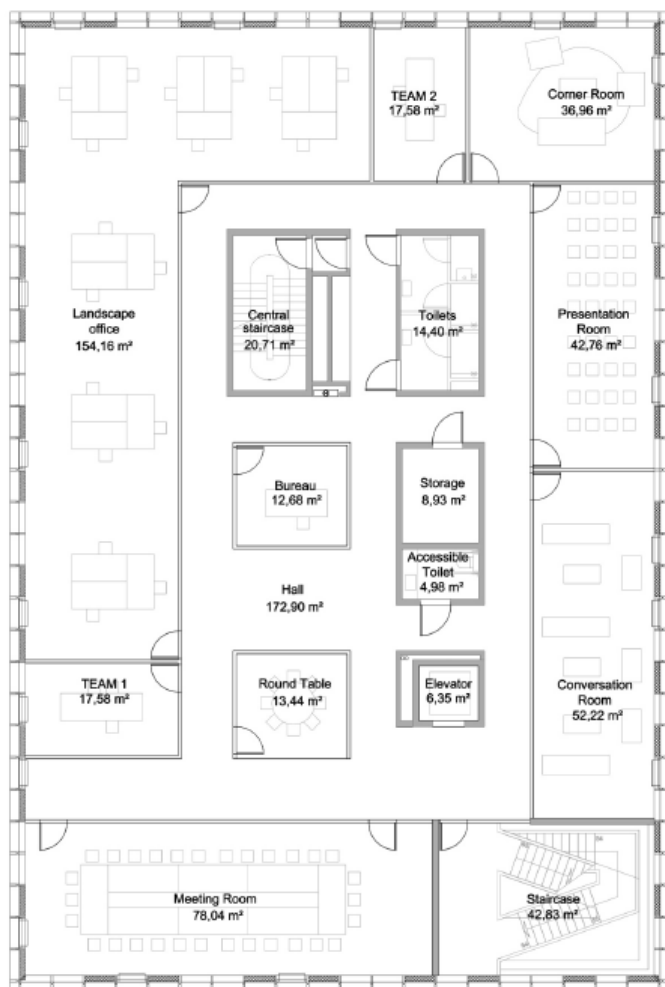 TEAM 2
17,58 m²
Corner Room
36,96 m²
Landscape
office
154,16 m²
Central
staircase
20,71 m²
Toilets
14,40 m²
Presentation
Room
42,76 m²
Bureau
12,68 m²
Storage
8,93 m²
Accessible
Toilet
4,98 m²
Hall
172,90 m²
TEAM 1
17,58 m²
Round Table
13,44 m²
Elevator
6,35 m²
Conversation
Room
52,22 m²
Meeting Room
78,04 m²
Staircase
42,83 m²